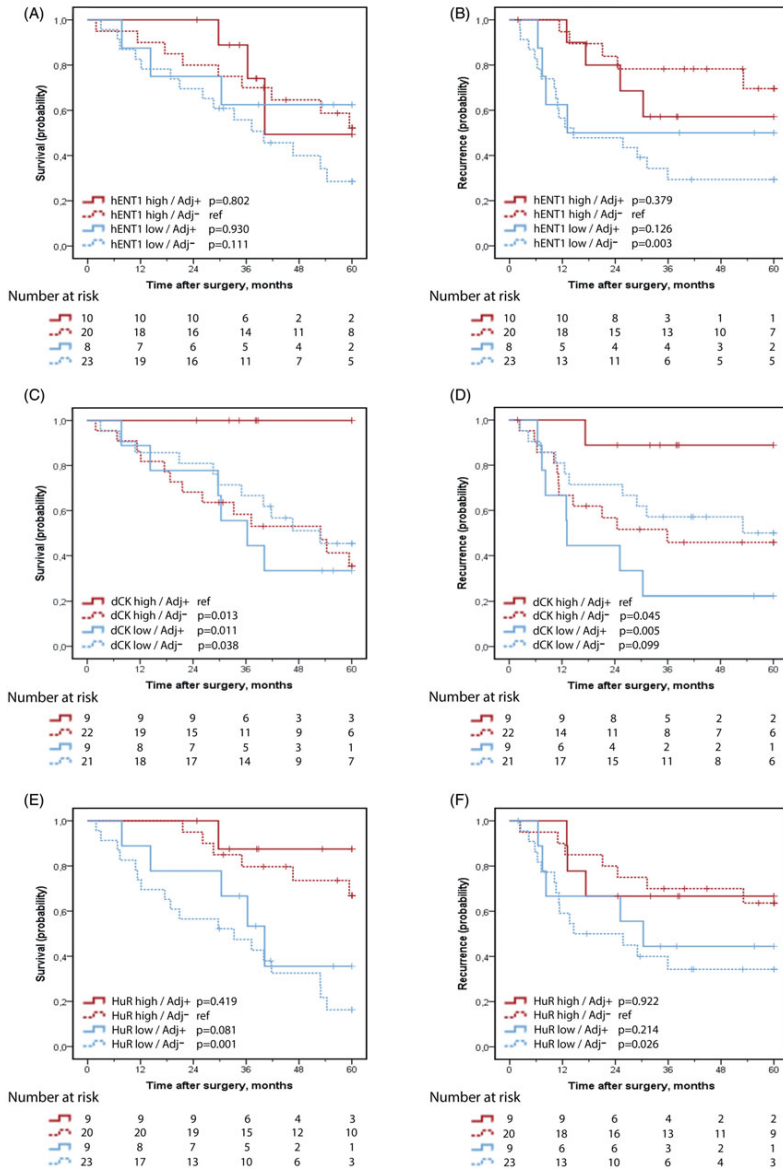 (A)
1,0
0,8
0,6
0,4
0,2
0,0
Survival (probability)
hENT1 high / Adj+ p=0.802
hENT1 high / Adj− ref
hENT1 low / Adj+ p=0.930
hENT1 low / Adj− p=0.111
0 12 24 36 48 60
Time after surgery, months
Number at risk
10 10 10 6 2 2
20 18 16 14 11 8
8 7 6 5 4 2
23 19 16 11 7 5
(B)
1,0
0,8
0,6
0,4
0,2
0,0
Recurrence (probability)
hENT1 high / Adj+ p=0.379
hENT1 high / Adj− ref
hENT1 low / Adj+ p=0.126
hENT1 low / Adj− p=0.003
0 12 24 36 48 60
Time after surgery, months
Number at risk
10 10 8 3 1 1
20 18 15 13 10 7
8 5 4 4 3 2
23 13 11 6 5 5
(C)
1,0
0,8
0,6
0,4
0,2
0,0
Survival (probability)
dCK high / Adj+ ref
dCK high / Adj− p=0.013
dCK low / Adj+ p=0.011
dCK low / Adj− p=0.038
0 12 24 36 48 60
Time after surgery, months
Number at risk
9 9 9 6 3 3
22 19 15 11 9 6
9 8 7 5 3 1
21 18 17 14 9 7
(D)
1,0
0,8
0,6
0,4
0,2
0,0
Recurrence (probability)
dCK high / Adj+ ref
dCK high / Adj− p=0.045
dCK low / Adj+ p=0.005
dCK low / Adj− p=0.099
0 12 24 36 48 60
Time after surgery, months
Number at risk
9 9 8 5 2 2
22 14 11 8 7 6
9 6 4 2 2 1
21 17 15 11 8 6
(E)
1,0
0,8
0,6
0,4
0,2
0,0
Survival (probability)
HuR high / Adj+ p=0.419
HuR high / Adj− ref
HuR low / Adj+ p=0.081
HuR low / Adj− p=0.001
0 12 24 36 48 60
Time after surgery, months
Number at risk
9 9 9 6 4 3
20 20 19 15 12 10
9 8 7 5 2 1
23 17 13 10 6 3
(F)
1,0
0,8
0,6
0,4
0,2
0,0
Recurrence (probability)
HuR high / Adj+ p=0.922
HuR high / Adj− ref
HuR low / Adj+ p=0.214
HuR low / Adj− p=0.026
0 12 24 36 48 60
Time after surgery, months
Number at risk
9 9 6 4 2 2
20 18 16 13 11 9
9 6 6 3 2 1
23 13 10 6 4 3